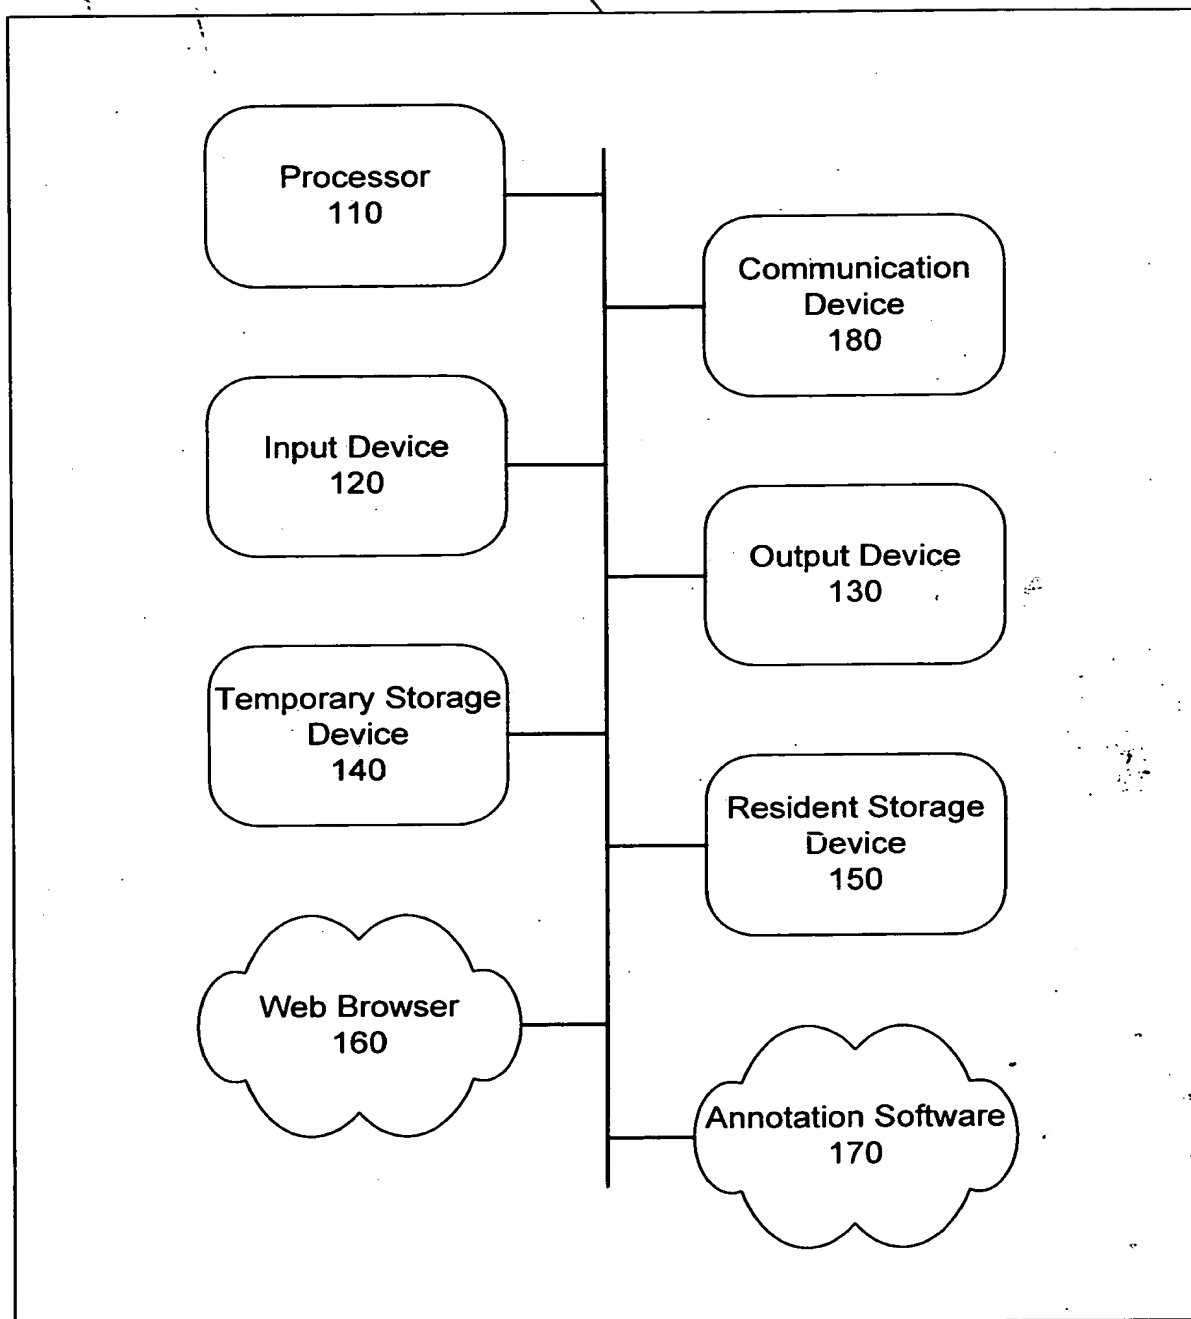 Processor
110
Communication
Device
180
Input Device
120
Output Device
130
Temporary Storage
Device
140
Resident Storage
Device
150
Web Browser
160
Annotation Software
170